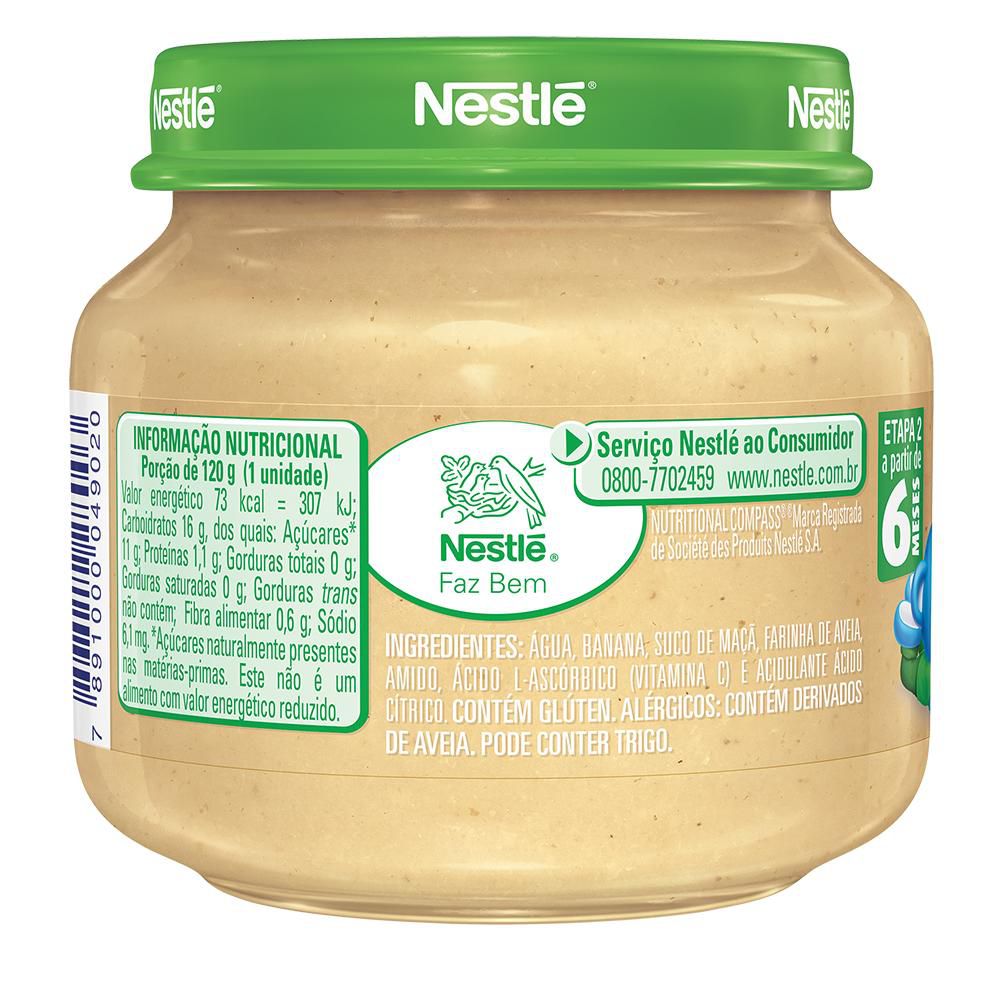 Nestlé®
Nestlé®
Nestlé
7 891000 049020
INFORMAÇÃO NUTRICIONAL
Porção de 120 g (1 unidade)
Valor energético 73 kcal = 307 kJ;
Carboidratos 16 g, dos quais: Açúcares*
11 g; Proteínas 1,1 g; Gorduras totais 0 g;
Gorduras saturadas 0 g; Gorduras trans
não contém; Fibra alimentar 0,6 g; Sódio
6,1 mg. *Açúcares naturalmente presentes
nas matérias-primas. Este não é um
alimento com valor energético reduzido.
Nestlé®
Faz Bem
Serviço Nestlé ao Consumidor
0800-7702459 www.nestle.com.br
NUTRITIONAL COMPASS® ®Marca Registrada
de Société des Produits Nestlé S.A.
INGREDIENTES: ÁGUA, BANANA, SUCO DE MAÇÃ, FARINHA DE AVEIA,
AMIDO, ÁCIDO L-ASCÓRBICO (VITAMINA C) E ACIDULANTE ÁCIDO
CÍTRICO. CONTÉM GLÚTEN. ALÉRGICOS: CONTÉM DERIVADOS
DE AVEIA. PODE CONTER TRIGO.
ETAPA 2
a partir de
6 MESES